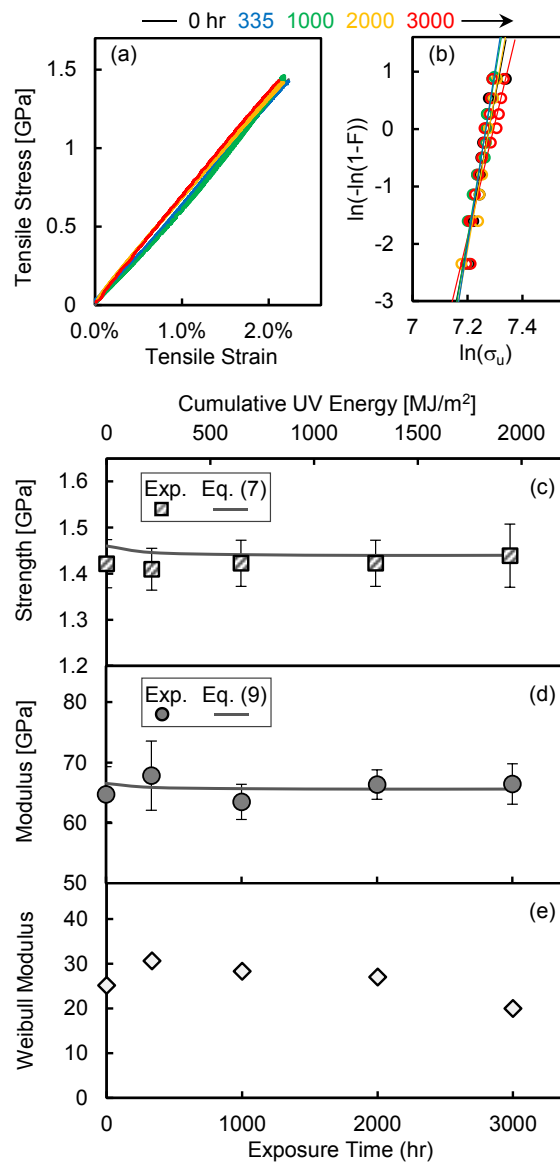 0 hr 335 1000 2000 3000
(a)
Tensile Stress [GPa]
1.5
1
0.5
0
0.0% 1.0% 2.0%
Tensile Strain
(b)
ln(-ln(1-F))
1
0
-1
-2
-3
7 7.2 7.4
ln(σu)
Cumulative UV Energy [MJ/m²]
0 500 1000 1500 2000
Strength [GPa]
1.6
1.5
1.4
1.3
1.2
Exp. Eq. (7)
(c)
Modulus [GPa]
80
70
60
50
Exp. Eq. (9)
(d)
Weibull Modulus
40
30
20
10
0
(e)
0 1000 2000 3000
Exposure Time (hr)